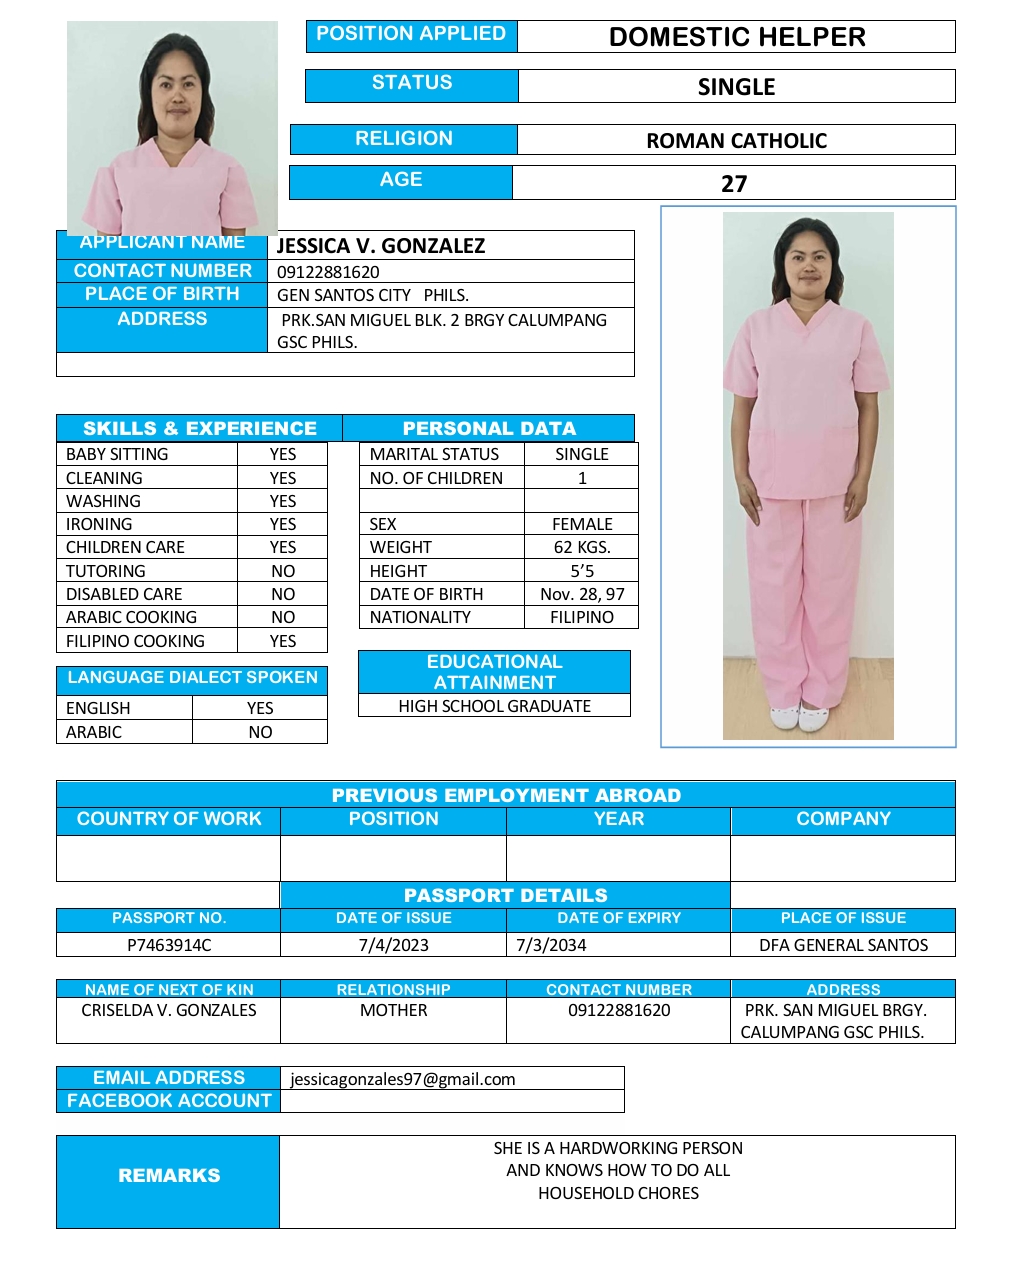 POSITION APPLIED DOMESTIC HELPER
STATUS SINGLE
RELIGION ROMAN CATHOLIC
AGE 27
APPLICANT NAME JESSICA V. GONZALEZ
CONTACT NUMBER 09122881620
PLACE OF BIRTH GEN SANTOS CITY PHILS.
ADDRESS PRK.SAN MIGUEL BLK. 2 BRGY CALUMPANG
GSC PHILS.
SKILLS & EXPERIENCE PERSONAL DATA
BABY SITTING YES MARITAL STATUS SINGLE
CLEANING YES NO. OF CHILDREN 1
WASHING YES
IRONING YES SEX FEMALE
CHILDREN CARE YES WEIGHT 62 KGS.
TUTORING NO HEIGHT 5’5
DISABLED CARE NO DATE OF BIRTH Nov. 28, 97
ARABIC COOKING NO NATIONALITY FILIPINO
FILIPINO COOKING YES
LANGUAGE DIALECT SPOKEN
ENGLISH YES
ARABIC NO
EDUCATIONAL
ATTAINMENT
HIGH SCHOOL GRADUATE
PREVIOUS EMPLOYMENT ABROAD
COUNTRY OF WORK POSITION YEAR COMPANY
PASSPORT DETAILS
PASSPORT NO. DATE OF ISSUE DATE OF EXPIRY PLACE OF ISSUE
P7463914C 7/4/2023 7/3/2034 DFA GENERAL SANTOS
NAME OF NEXT OF KIN RELATIONSHIP CONTACT NUMBER ADDRESS
CRISELDA V. GONZALES MOTHER 09122881620 PRK. SAN MIGUEL BRGY.
CALUMPANG GSC PHILS.
EMAIL ADDRESS jessicagonzales97@gmail.com
FACEBOOK ACCOUNT
REMARKS
SHE IS A HARDWORKING PERSON
AND KNOWS HOW TO DO ALL
HOUSEHOLD CHORES